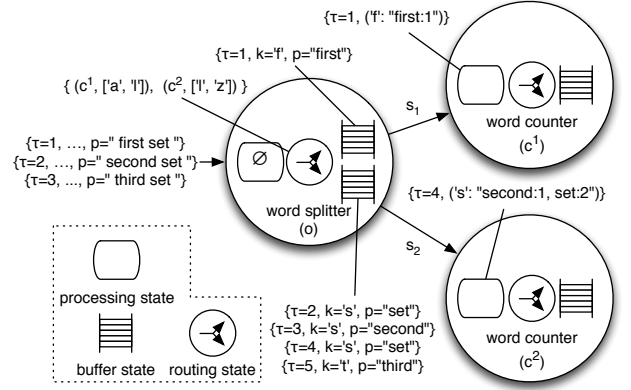 {τ=1, ('f': "first:1")}
{τ=1, k='f', p="first"}
{ (c¹, ['a', 'l']), (c², ['l', 'z']) }
s₁
word counter
(c¹)
{τ=1, ..., p=" first set "}
{τ=2, ..., p=" second set "}
{τ=3, ..., p=" third set "}
∅
word splitter
(o)
{τ=4, ('s': "second:1, set:2")}
s₂
processing state
buffer state
routing state
{τ=2, k='s', p="set"}
{τ=3, k='s', p="second"}
{τ=4, k='s', p="set"}
{τ=5, k='t', p="third"}
word counter
(c²)